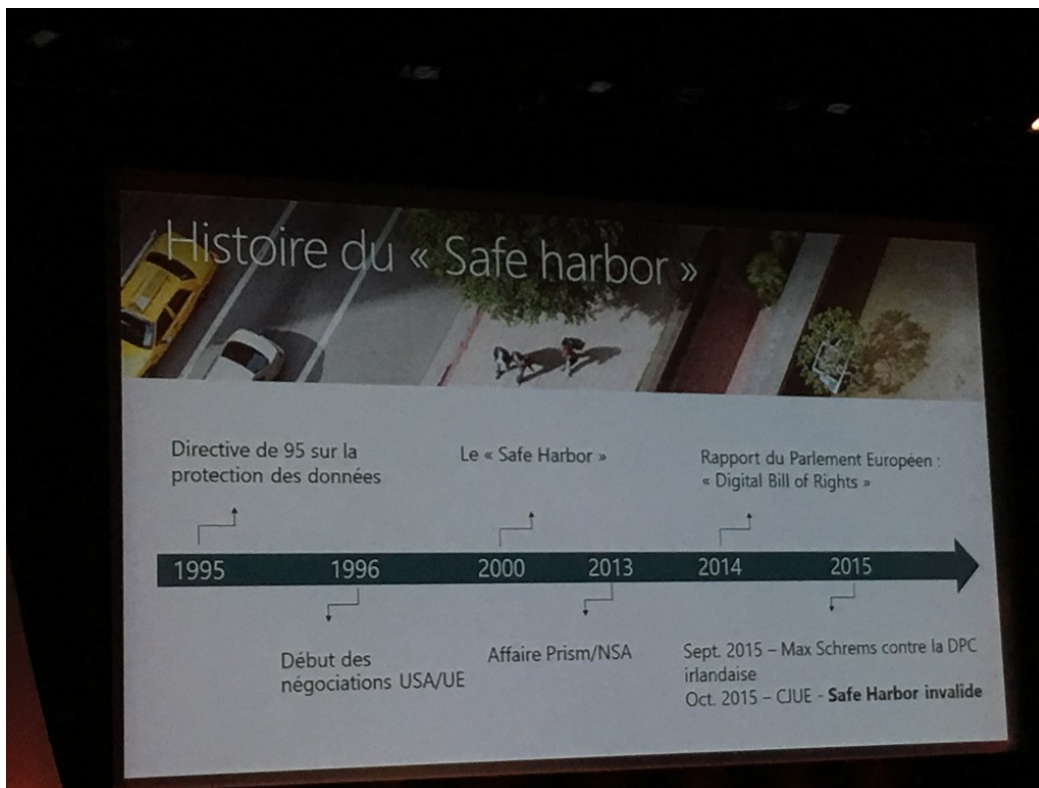 Histoire du « Safe harbor »
Directive de 95 sur la
protection des données
Le « Safe Harbor »
Rapport du Parlement Européen :
« Digital Bill of Rights »
1995
1996
2000
2013
2014
2015
Début des
négociations USA/UE
Affaire Prism/NSA
Sept. 2015 – Max Schrems contre la DPC
irlandaise
Oct. 2015 – CJUE - Safe Harbor invalide